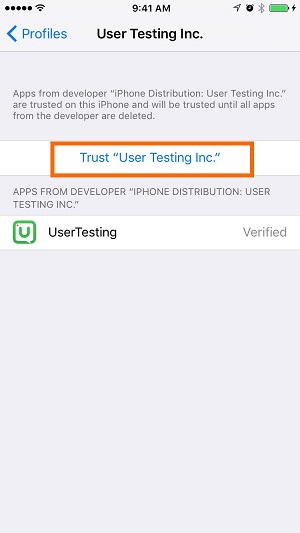 9:41 AM
Profiles
User Testing Inc.
Apps from developer “iPhone Distribution: User Testing Inc.”
are trusted on this iPhone and will be trusted until all apps
from the developer are deleted.
Trust “User Testing Inc.”
APPS FROM DEVELOPER “IPHONE DISTRIBUTION: USER
TESTING INC.”
UserTesting
Verified